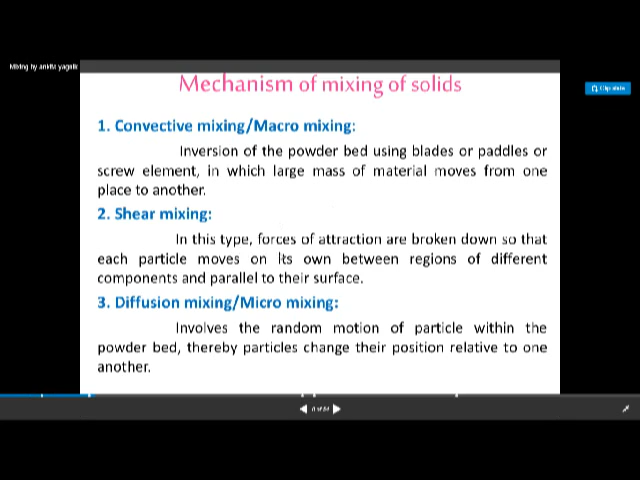 Mixing by ankita yagnik
Mechanism of mixing of solids
Clip slide
1. Convective mixing/Macro mixing:
Inversion of the powder bed using blades or paddles or
screw element, in which large mass of material moves from one
place to another.
2. Shear mixing:
In this type, forces of attraction are broken down so that
each particle moves on its own between regions of different
components and parallel to their surface.
3. Diffusion mixing/Micro mixing:
Involves the random motion of particle within the
powder bed, thereby particles change their position relative to one
another.